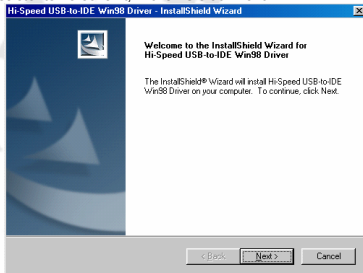 Hi-Speed USB-to-IDE Win98 Driver - InstallShield Wizard
Welcome to the InstallShield Wizard for
Hi-Speed USB-to-IDE Win98 Driver
The InstallShield® Wizard will install Hi-Speed USB-to-IDE
Win98 Driver on your computer. To continue, click Next.
< Back Next > Cancel